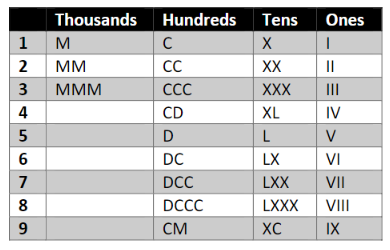 Thousands Hundreds Tens Ones
1 M C X I
2 MM CC XX II
3 MMM CCC XXX III
4 CD XL IV
5 D L V
6 DC LX VI
7 DCC LXX VII
8 DCCC LXXX VIII
9 CM XC IX